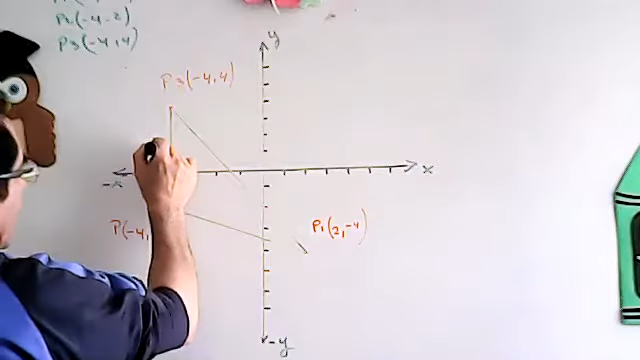 P2(-4-2)
P3(-4,4)
y
P3(-4,4)
x
-x
P(-4,
P1(2,-4)
-y